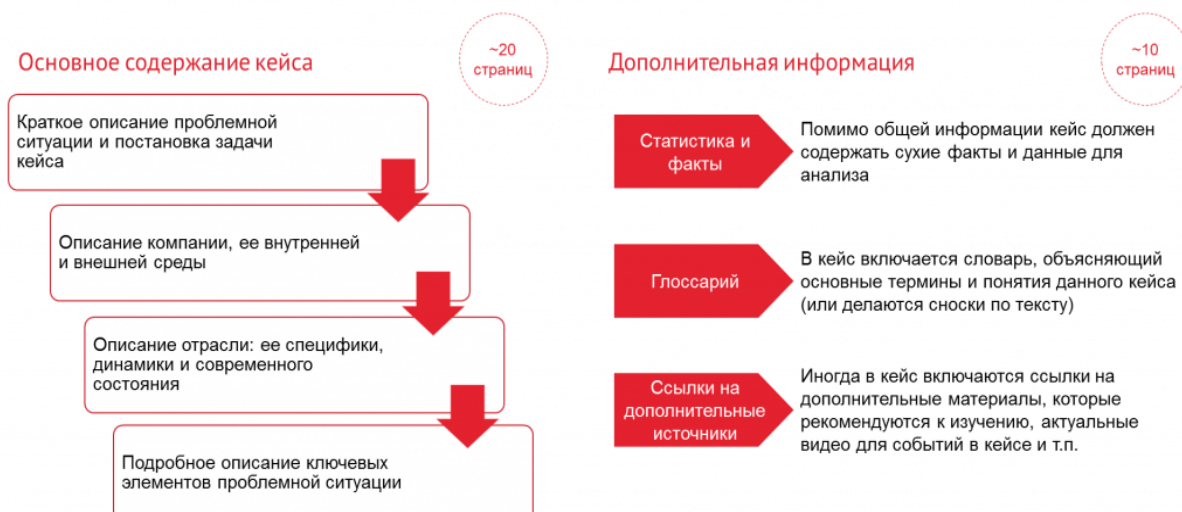 Основное содержание кейса
~20
страниц
Краткое описание проблемной
ситуации и постановка задачи
кейса
Описание компании, ее внутренней
и внешней среды
Описание отрасли: ее специфики,
динамики и современного
состояния
Подробное описание ключевых
элементов проблемной ситуации
Дополнительная информация
~10
страниц
Статистика и
факты
Помимо общей информации кейс должен
содержать сухие факты и данные для
анализа
Глоссарий
В кейс включается словарь, объясняющий
основные термины и понятия данного кейса
(или делаются сноски по тексту)
Ссылки на
дополнительные
источники
Иногда в кейс включаются ссылки на
дополнительные материалы, которые
рекомендуются к изучению, актуальные
видео для событий в кейсе и т.п.